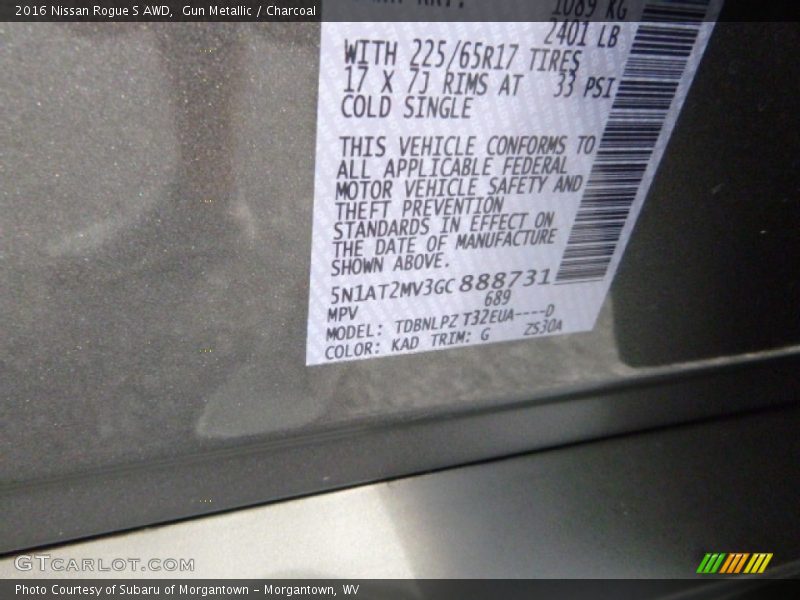 2016 Nissan Rogue S AWD,  Gun Metallic / Charcoal
1089 KG
2401 LB
WITH 225/65R17 TIRES
17 X 7J RIMS AT 33 PSI
COLD SINGLE
THIS VEHICLE CONFORMS TO
ALL APPLICABLE FEDERAL
MOTOR VEHICLE SAFETY AND
THEFT PREVENTION
STANDARDS IN EFFECT ON
THE DATE OF MANUFACTURE
SHOWN ABOVE.
5N1AT2MV3GC888731
MPV 689
MODEL: TDBNLPZ T32EUA----D
COLOR: KAD TRIM: G ZS30A
GTCARLOT.COM
Photo Courtesy of Subaru of Morgantown - Morgantown, WV